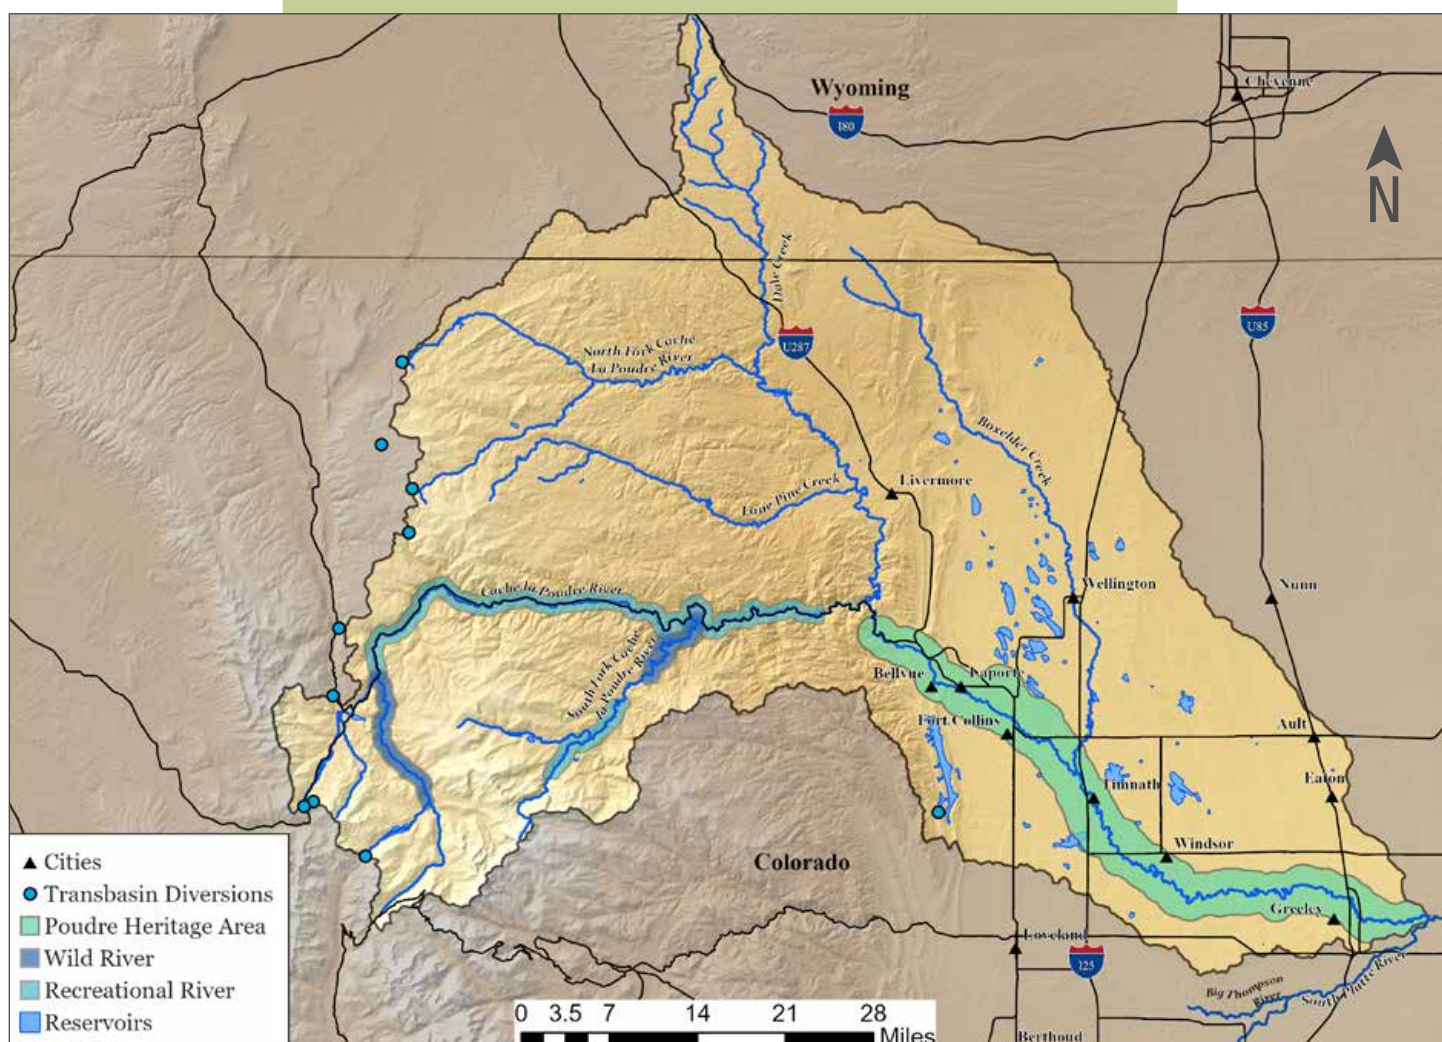 Wyoming
I80
Cheyenne
N
Dale Creek
U85
U287
North Fork Cache
la Poudre River
Boxelder Creek
Lone Pine Creek
Livermore
Cache la Poudre River
Wellington
Nunn
South Fork Cache
la Poudre River
Bellvue
Laporte
Fort Collins
Ault
Timnath
Eaton
Windsor
Colorado
Greeley
Loveland
I25
Big Thompson
River
South Platte River
Berthoud
Cities
Transbasin Diversions
Poudre Heritage Area
Wild River
Recreational River
Reservoirs
0 3.5 7 14 21 28
Miles